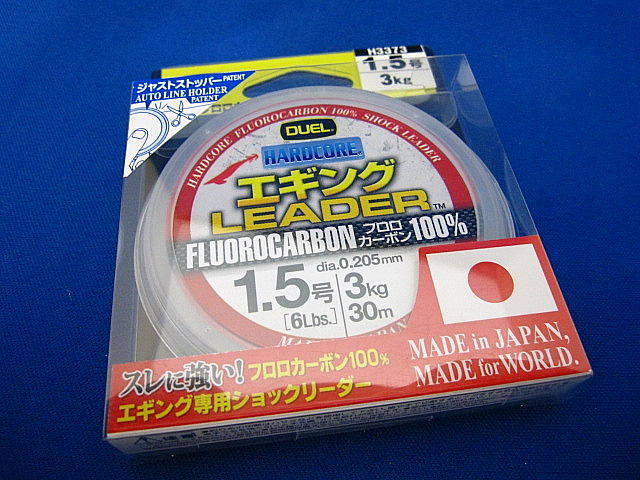 H3373
1.5号
3kg
ジャストストッパー PATENT
AUTO LINE HOLDER
PATENT
HARDCORE FLUOROCARBON 100% SHOCK LEADER
DUEL®
HARDCORE®
エギング
LEADER™
FLUOROCARBON フロロカーボン 100%
dia.0.205mm
1.5号 3kg
[6Lbs.] 30m
MADE in JAPAN,
MADE for WORLD.
スレに強い! フロロカーボン100%
エギング専用ショックリーダー